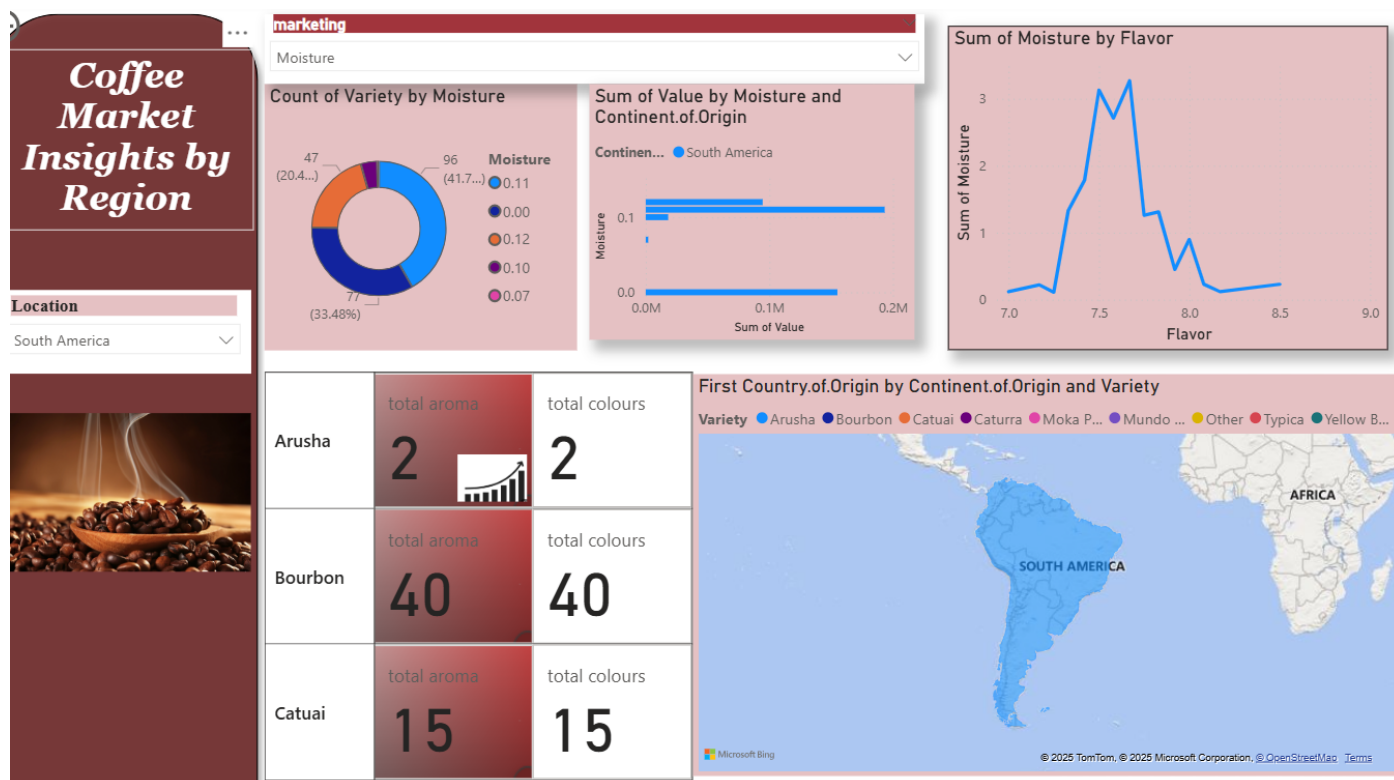 Coffee
Market
Insights by
Region
Location
South America
marketing
Moisture
Count of Variety by Moisture
47
(20.4...)
96
(41.7...)
77
(33.48%)
Moisture
0.11
0.00
0.12
0.10
0.07
Sum of Value by Moisture and
Continent.of.Origin
Continen... South America
Moisture
0.1
0.0
0.0M 0.1M 0.2M
Sum of Value
Sum of Moisture by Flavor
Sum of Moisture
3
2
1
0
7.0 7.5 8.0 8.5 9.0
Flavor
Arusha
total aroma
2
total colours
2
Bourbon
total aroma
40
total colours
40
Catuai
total aroma
15
total colours
15
First Country.of.Origin by Continent.of.Origin and Variety
Variety Arusha Bourbon Catuai Caturra Moka P... Mundo ... Other Typica Yellow B...
AFRICA
SOUTH AMERICA
Microsoft Bing
© 2025 TomTom, © 2025 Microsoft Corporation, © OpenStreetMap Terms